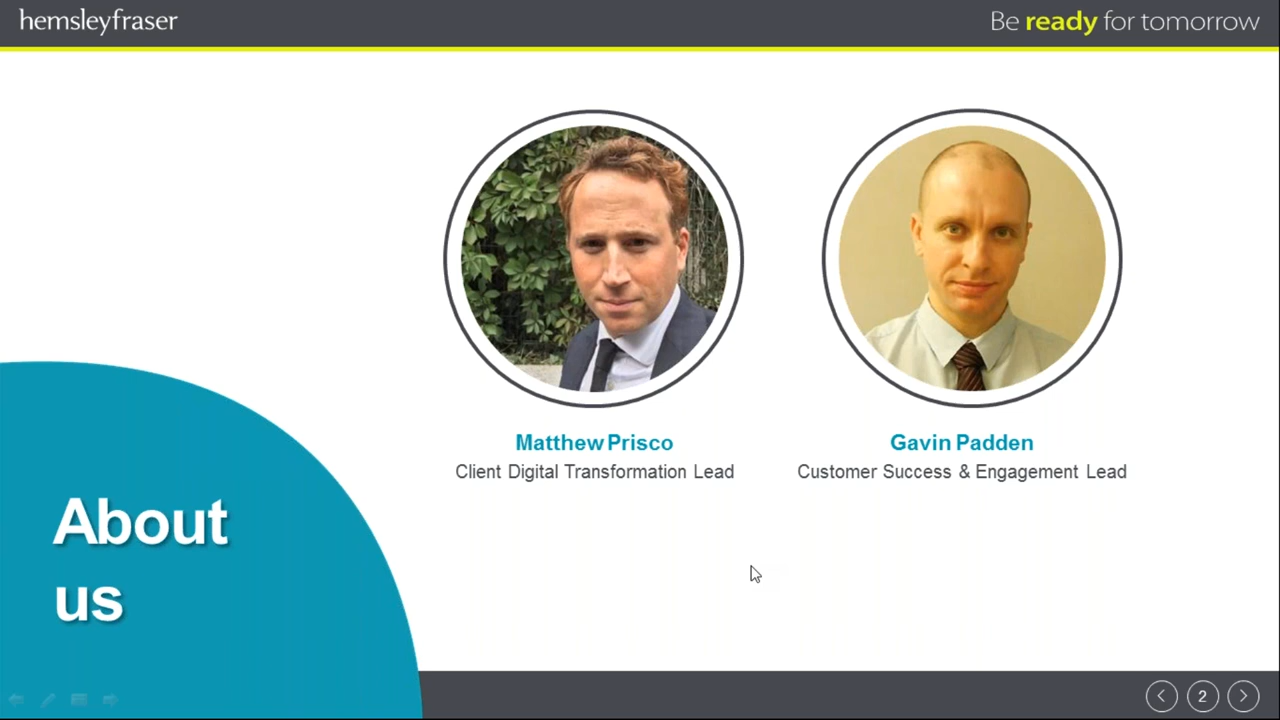 hemsleyfraser
Be ready for tomorrow
Matthew Prisco
Client Digital Transformation Lead
Gavin Padden
Customer Success & Engagement Lead
About
us
2